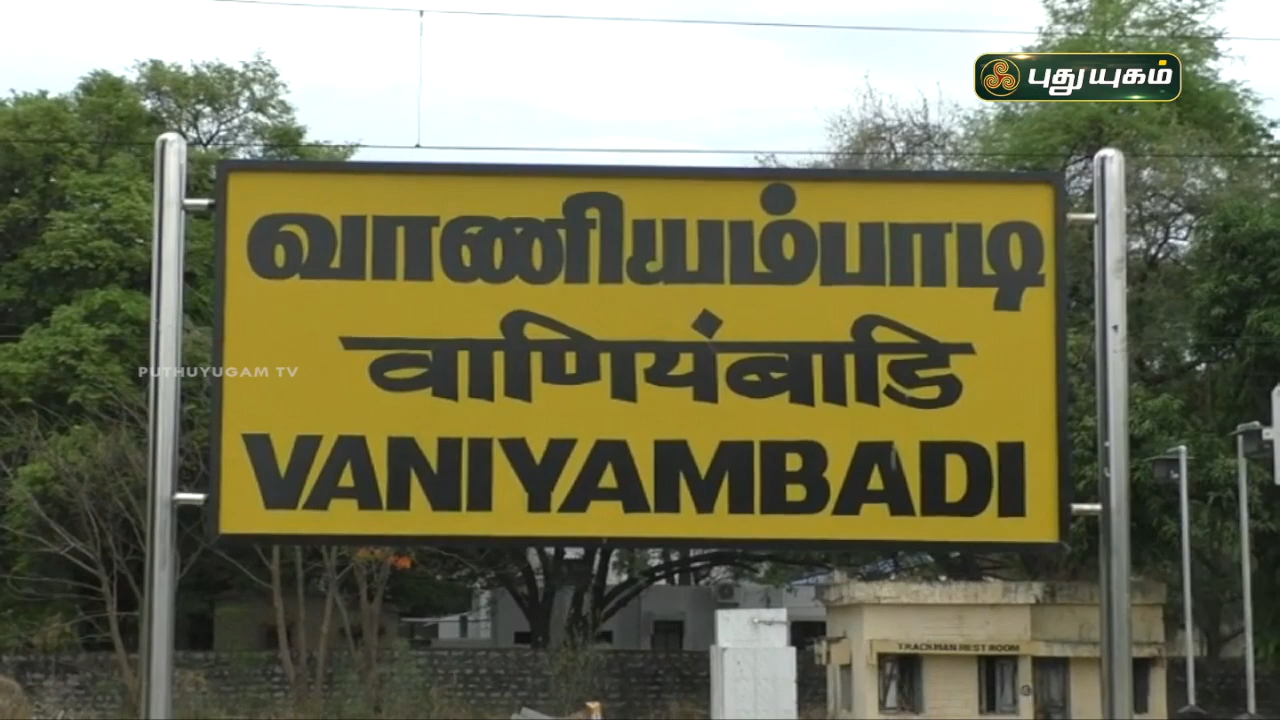 புதுயுகம்
வாணியம்பாடி
वाणियंबाडि
PUTHUYUGAM TV
VANIYAMBADI
TRACKMAN REST ROOM